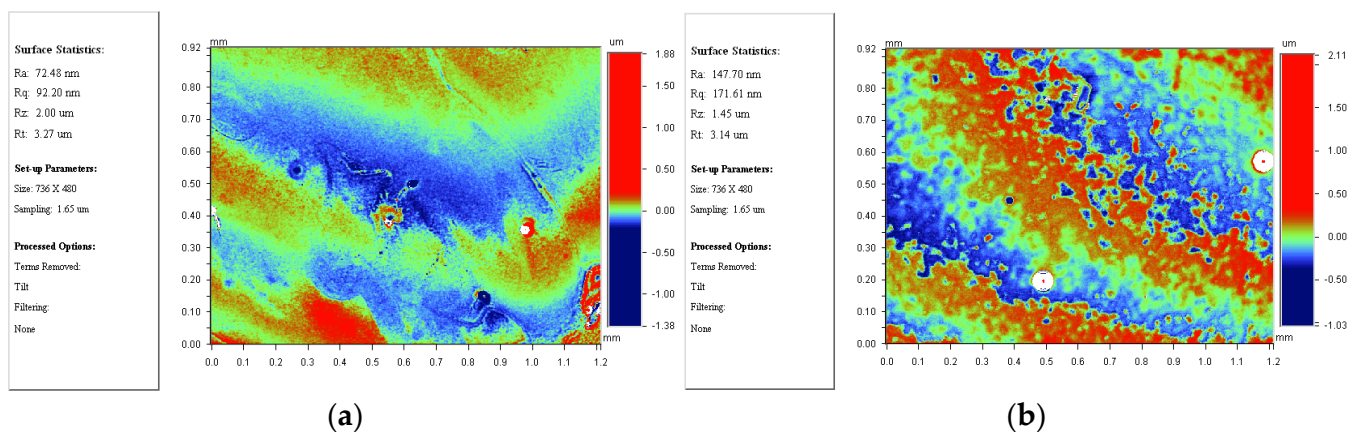 Surface Statistics:
Ra: 72.48 nm
Rq: 92.20 nm
Rz: 2.00 um
Rt: 3.27 um
Set-up Parameters:
Size: 736 X 480
Sampling: 1.65 um
Processed Options:
Terms Removed:
Tilt
Filtering:
None
mm
0.92
0.80
0.70
0.60
0.50
0.40
0.30
0.20
0.10
0.00
0.0 0.1 0.2 0.3 0.4 0.5 0.6 0.7 0.8 0.9 1.0 1.1 1.2
mm
um
1.88
1.50
1.00
0.50
0.00
-0.50
-1.00
-1.38
(a)
Surface Statistics:
Ra: 147.70 nm
Rq: 171.61 nm
Rz: 1.45 um
Rt: 3.14 um
Set-up Parameters:
Size: 736 X 480
Sampling: 1.65 um
Processed Options:
Terms Removed:
Tilt
Filtering:
None
mm
0.92
0.80
0.70
0.60
0.50
0.40
0.30
0.20
0.10
0.00
0.0 0.1 0.2 0.3 0.4 0.5 0.6 0.7 0.8 0.9 1.0 1.1 1.2
mm
um
2.11
1.50
1.00
0.50
0.00
-0.50
-1.03
(b)